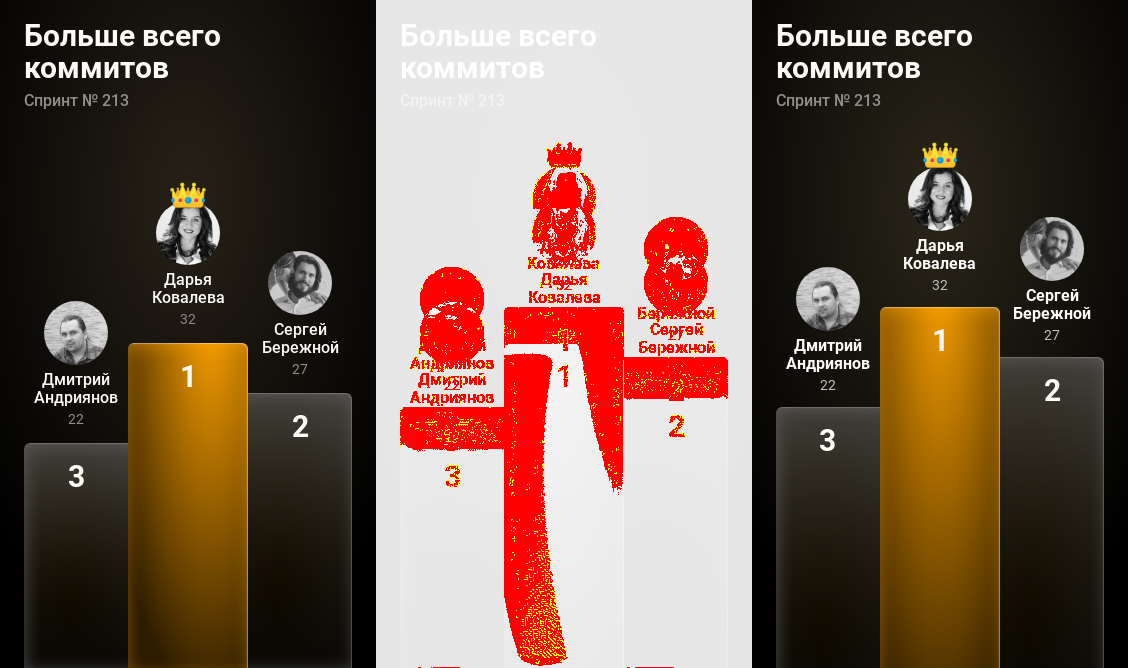 Больше всего
коммитов
Спринт № 213
Дарья
Ковалева
32
Сергей
Бережной
27
Дмитрий
Андриянов
22
1
2
3
Больше всего
коммитов
Спринт № 213
Ковалева
Дарья
Ковалева
32
Бережной
Сергей
Бережной
Андриянов
Дмитрий
Андриянов
22
1
2
3
Больше всего
коммитов
Спринт № 213
Дарья
Ковалева
32
Сергей
Бережной
27
Дмитрий
Андриянов
22
1
2
3